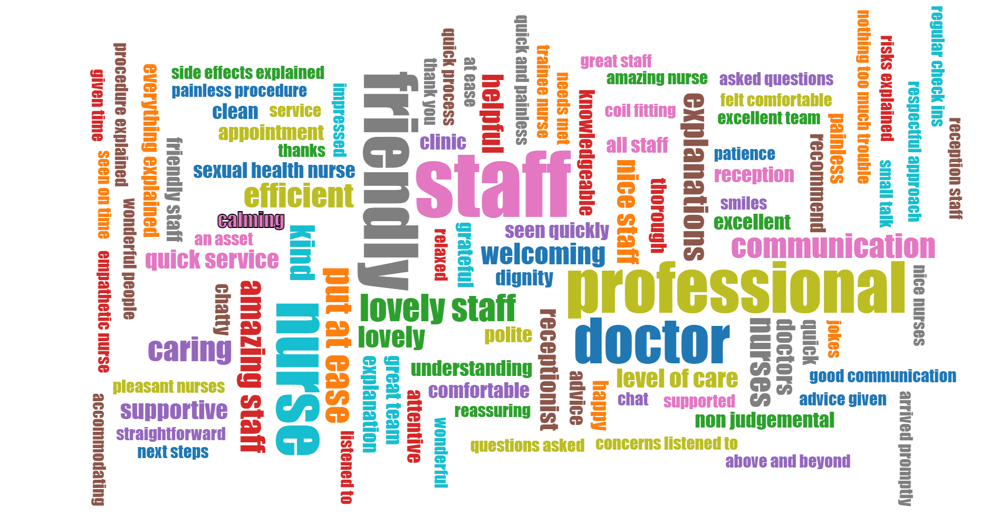 given time
procedure explained
everything explained
side effects explained
painless procedure
clean
service
appointment
thanks
impressed
friendly staff
sexual health nurse
efficient
calming
seen on time
wonderful people
an asset
quick service
kind
empathetic nurse
chatty
amazing staff
nurse
put at ease
caring
pleasant nurses
supportive
straightforward
next steps
accommodating
listened to
friendly
thank you
quick process
at ease
helpful
quick and painless
trainee nurse
needs met
clinic
staff
knowledgeable
great staff
amazing nurse
coil fitting
all staff
nice staff
thorough
explanations
asked questions
felt comfortable
excellent team
patience
reception
smiles
excellent
recommend
painless
nothing too much trouble
risks explained
small talk
respectful approach
regular check ins
reception staff
relaxed
grateful
seen quickly
welcoming
dignity
communication
professional
nice nurses
lovely staff
lovely
polite
receptionist
doctor
nurses
doctors
quick
jokes
explanation
great team
understanding
comfortable
reassuring
attentive
wonderful
advice
happy
level of care
chat
supported
good communication
advice given
non judgemental
questions asked
concerns listened to
above and beyond
arrived promptly